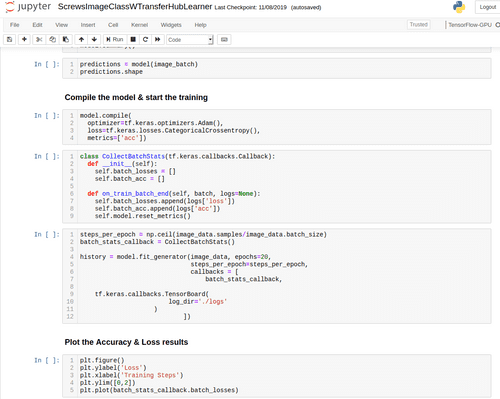 jupyter ScrewsImageClassWTransferHubLearner Last Checkpoint: 11/08/2019 (autosaved)
Logout
File Edit View Insert Cell Kernel Widgets Help Trusted TensorFlow-GPU
Run Code
In [ ]: 1 predictions = model(image_batch)
2 predictions.shape
Compile the model & start the training
In [ ]: 1 model.compile(
2 optimizer=tf.keras.optimizers.Adam(),
3 loss=tf.keras.losses.CategoricalCrossentropy(),
4 metrics=['acc'])
In [ ]: 1 class CollectBatchStats(tf.keras.callbacks.Callback):
2 def __init__(self):
3 self.batch_losses = []
4 self.batch_acc = []
5
6 def on_train_batch_end(self, batch, logs=None):
7 self.batch_losses.append(logs['loss'])
8 self.batch_acc.append(logs['acc'])
9 self.model.reset_metrics()
In [ ]: 1 steps_per_epoch = np.ceil(image_data.samples/image_data.batch_size)
2 batch_stats_callback = CollectBatchStats()
3
4 history = model.fit_generator(image_data, epochs=20,
5 steps_per_epoch=steps_per_epoch,
6 callbacks = [
7 batch_stats_callback,
8
9 tf.keras.callbacks.TensorBoard(
10 log_dir='./logs'
11 )
12 ])
Plot the Accuracy & Loss results
In [ ]: 1 plt.figure()
2 plt.ylabel('Loss')
3 plt.xlabel('Training Steps')
4 plt.ylim([0,2])
5 plt.plot(batch_stats_callback.batch_losses)